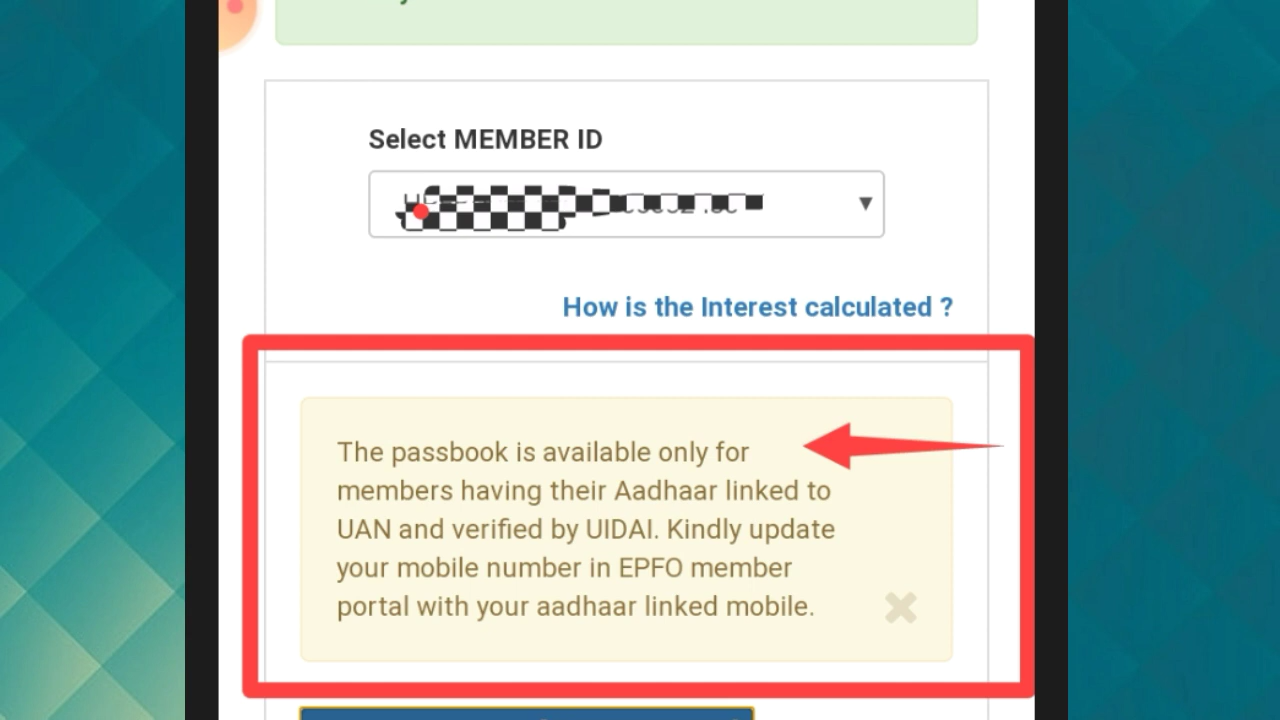 Select MEMBER ID
How is the Interest calculated ?
The passbook is available only for
members having their Aadhaar linked to
UAN and verified by UIDAI. Kindly update
your mobile number in EPFO member
portal with your aadhaar linked mobile.